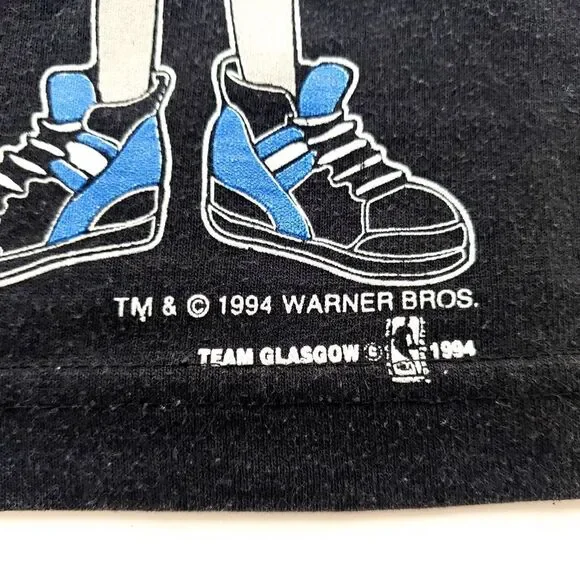 TM & © 1994 WARNER BROS.
TEAM GLASGOW © 1994